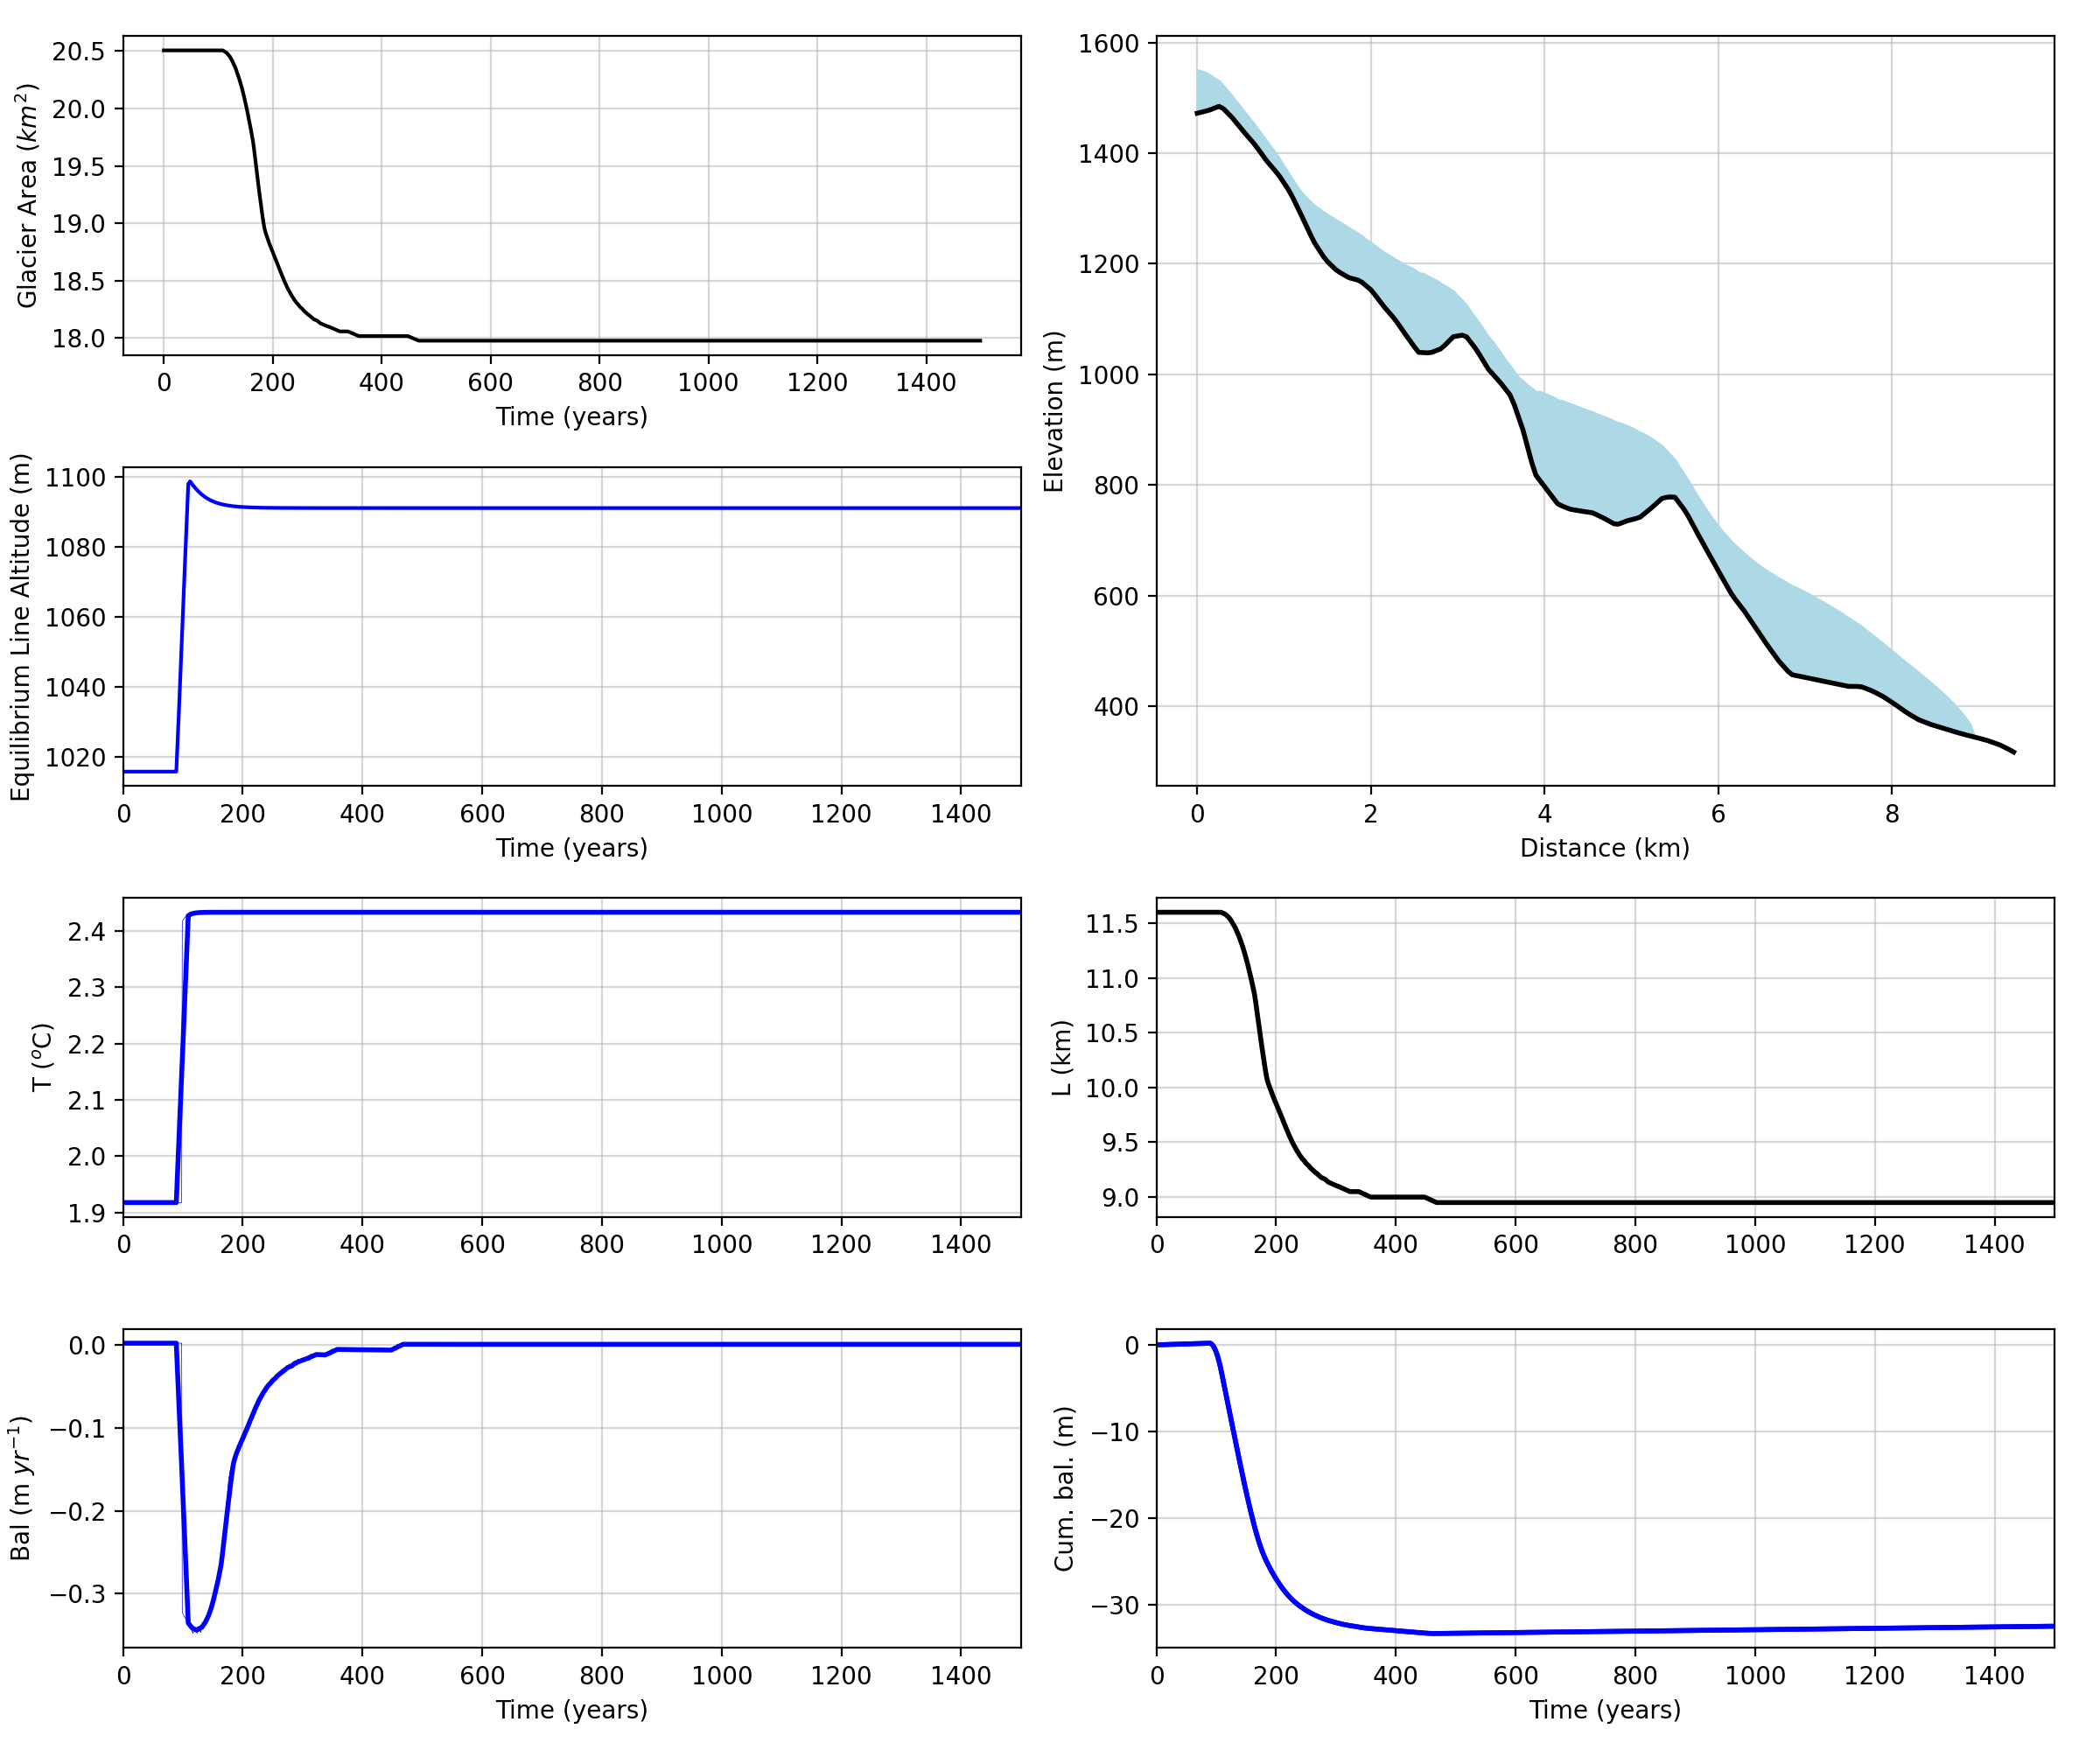 20.5
20.0
19.5
19.0
18.5
18.0
Glacier Area (km²)
0 200 400 600 800 1000 1200 1400
Time (years)
1600
1400
1200
1000
800
600
400
Elevation (m)
0 2 4 6 8
Distance (km)
1100
1080
1060
1040
1020
Equilibrium Line Altitude (m)
0 200 400 600 800 1000 1200 1400
Time (years)
2.4
2.3
2.2
2.1
2.0
1.9
T (°C)
0 200 400 600 800 1000 1200 1400
11.5
11.0
10.5
10.0
9.5
9.0
L (km)
0 200 400 600 800 1000 1200 1400
0.0
−0.1
−0.2
−0.3
Bal (m yr⁻¹)
0 200 400 600 800 1000 1200 1400
Time (years)
0
−10
−20
−30
Cum. bal. (m)
0 200 400 600 800 1000 1200 1400
Time (years)